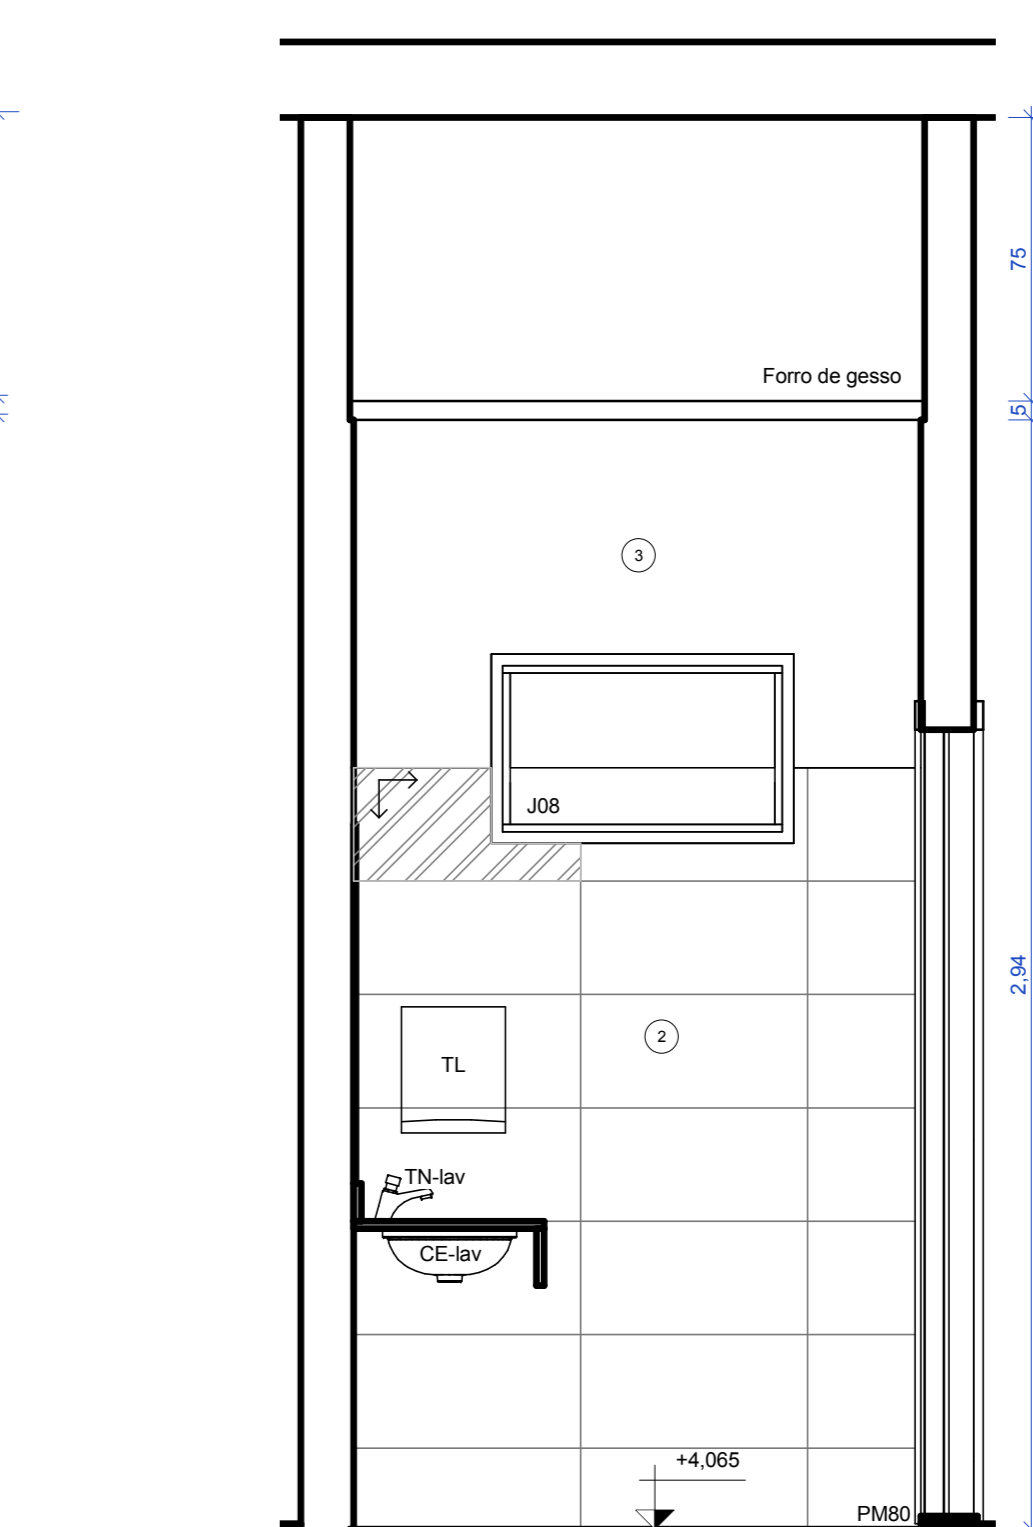 75
Forro de gesso
5
3
J08
2,94
2
TL
TN-lav
CE-lav
+4,065
PM80